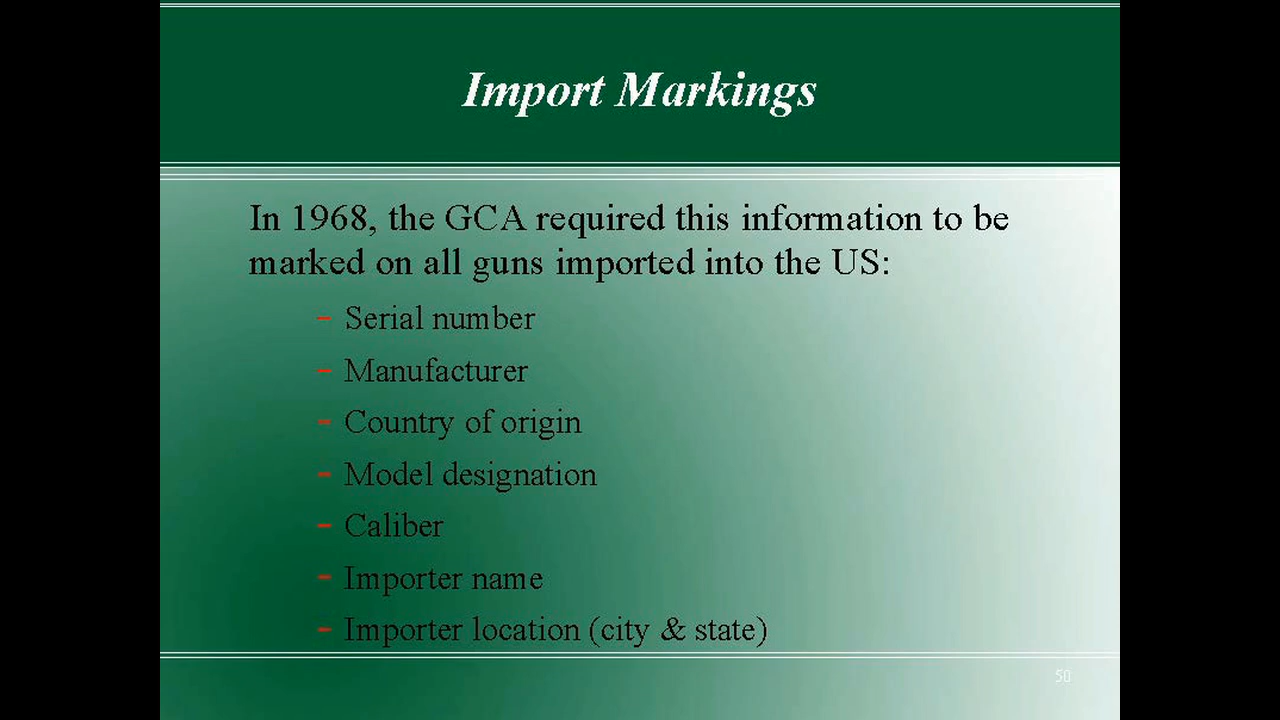 Import Markings
In 1968, the GCA required this information to be
marked on all guns imported into the US:
- Serial number
- Manufacturer
- Country of origin
- Model designation
- Caliber
- Importer name
- Importer location (city & state)
50